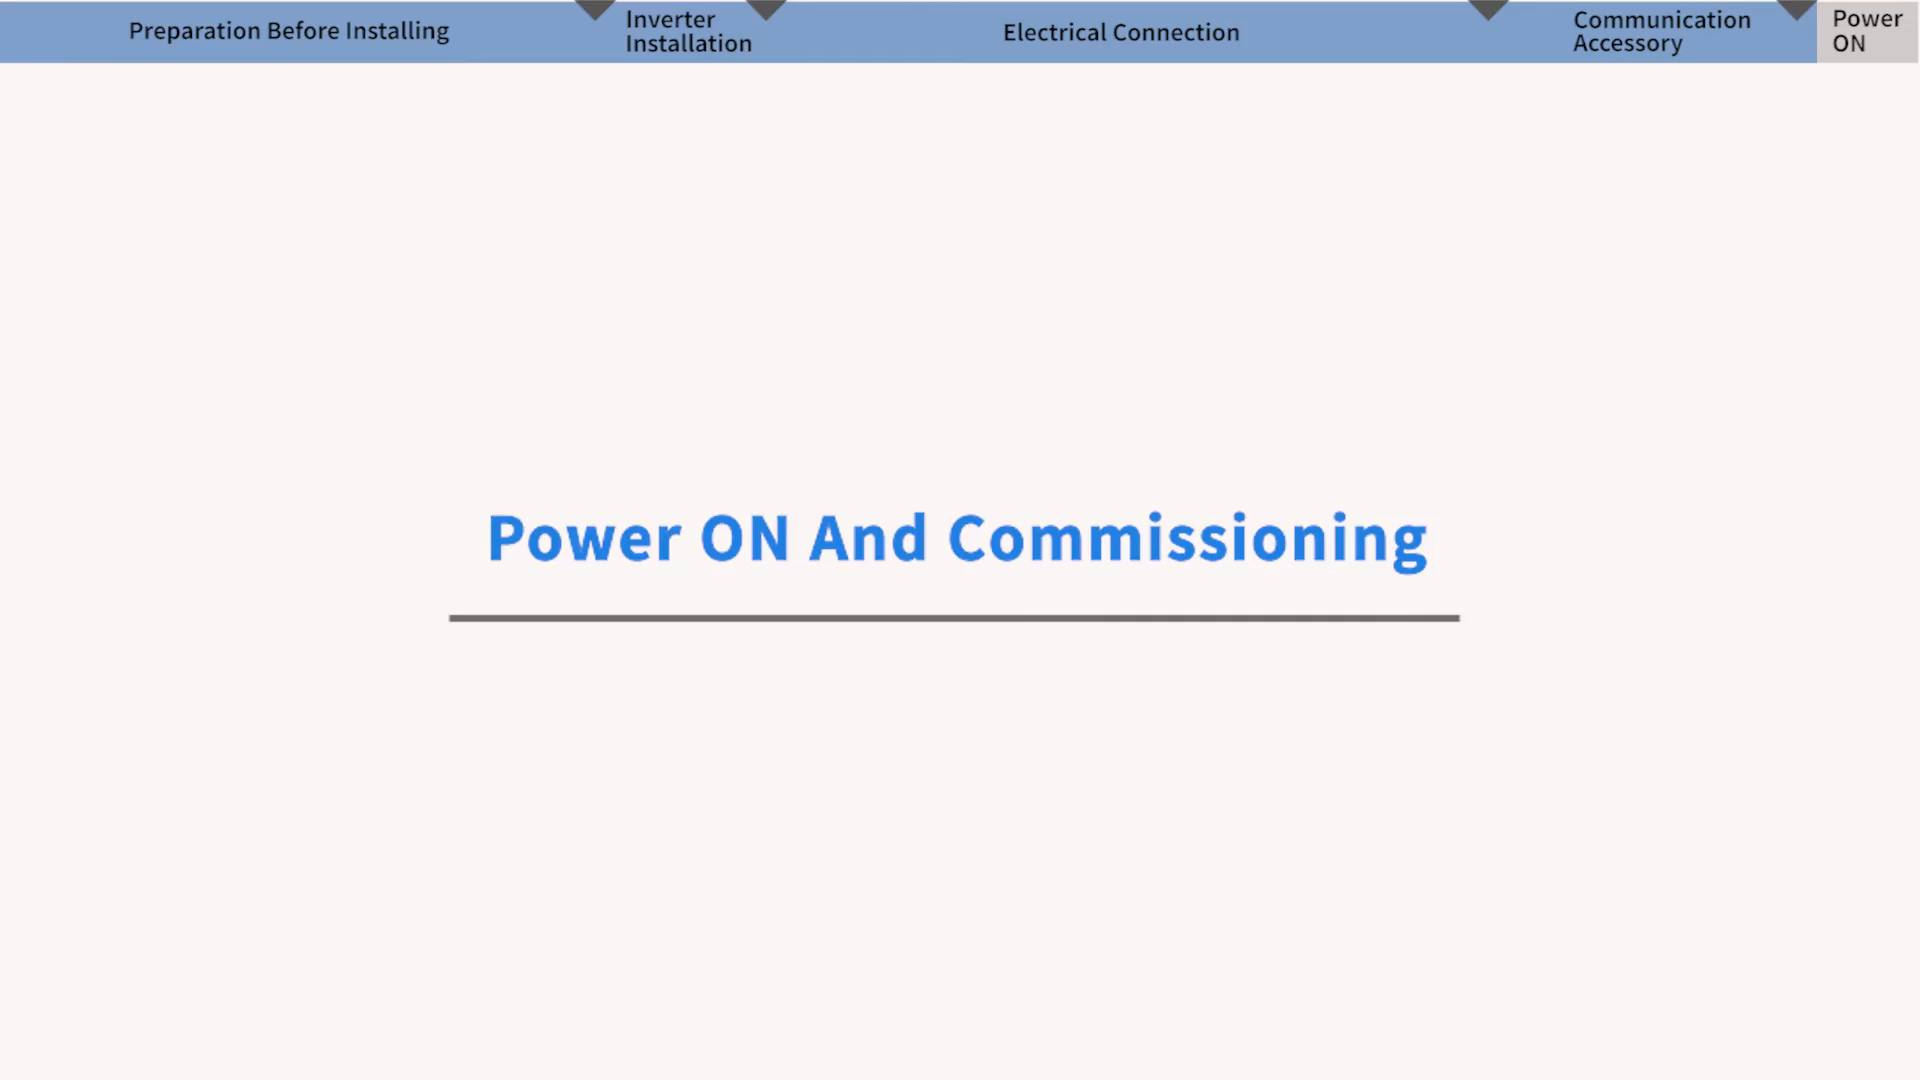 Preparation Before Installing
Inverter
Installation
Electrical Connection
Communication
Accessory
Power
ON
Power ON And Commissioning